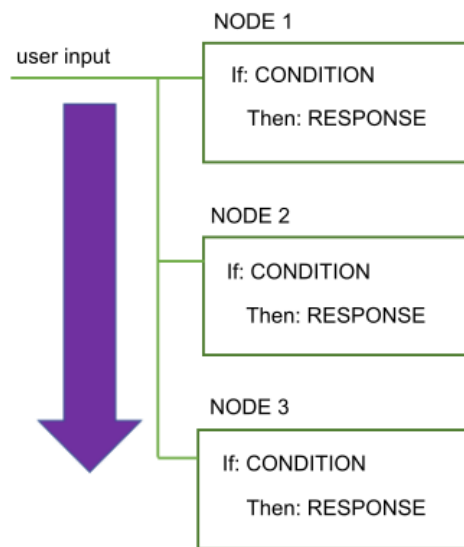 NODE 1
user input
If: CONDITION
Then: RESPONSE
NODE 2
If: CONDITION
Then: RESPONSE
NODE 3
If: CONDITION
Then: RESPONSE